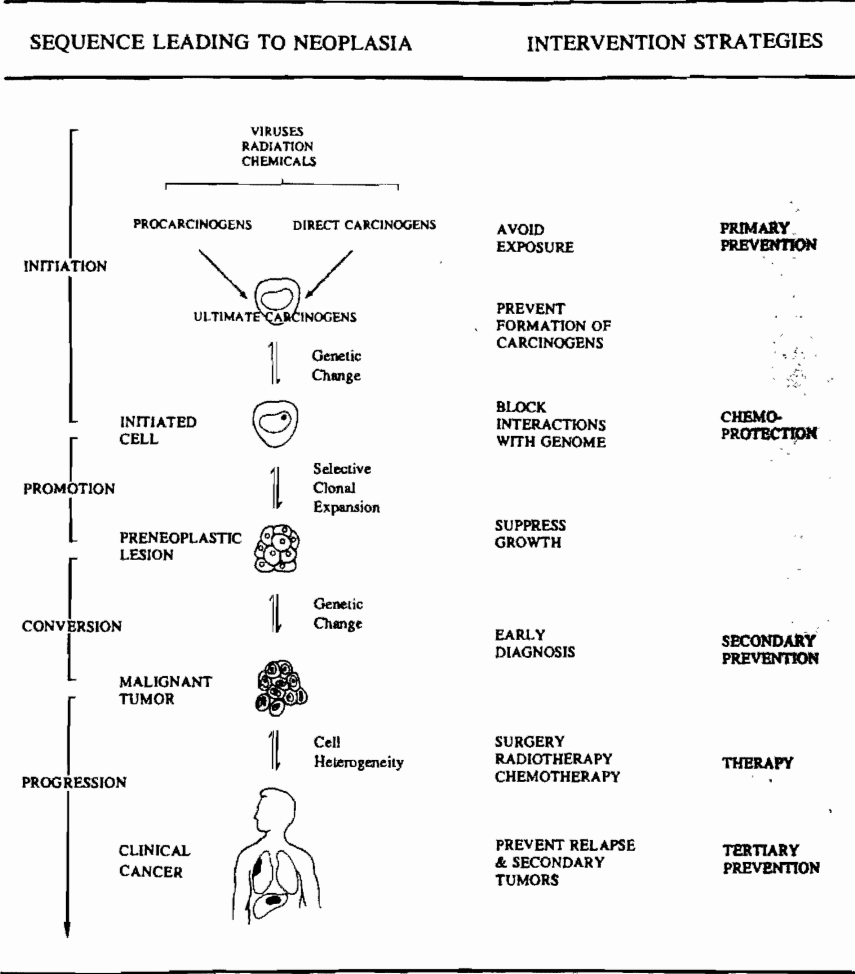 SEQUENCE LEADING TO NEOPLASIA
INTERVENTION STRATEGIES
VIRUSES
RADIATION
CHEMICALS
PROCARCINOGENS
DIRECT CARCINOGENS
AVOID
EXPOSURE
PRIMARY
PREVENTION
INITIATION
ULTIMATE CARCINOGENS
PREVENT
FORMATION OF
CARCINOGENS
Genetic
Change
INITIATED
CELL
BLOCK
INTERACTIONS
WITH GENOME
CHEMO-
PROTECTION
PROMOTION
Selective
Clonal
Expansion
PRENEOPLASTIC
LESION
SUPPRESS
GROWTH
CONVERSION
Genetic
Change
EARLY
DIAGNOSIS
SECONDARY
PREVENTION
MALIGNANT
TUMOR
Cell
Heterogeneity
SURGERY
RADIOTHERAPY
CHEMOTHERAPY
THERAPY
PROGRESSION
CLINICAL
CANCER
PREVENT RELAPSE
& SECONDARY
TUMORS
TERTIARY
PREVENTION